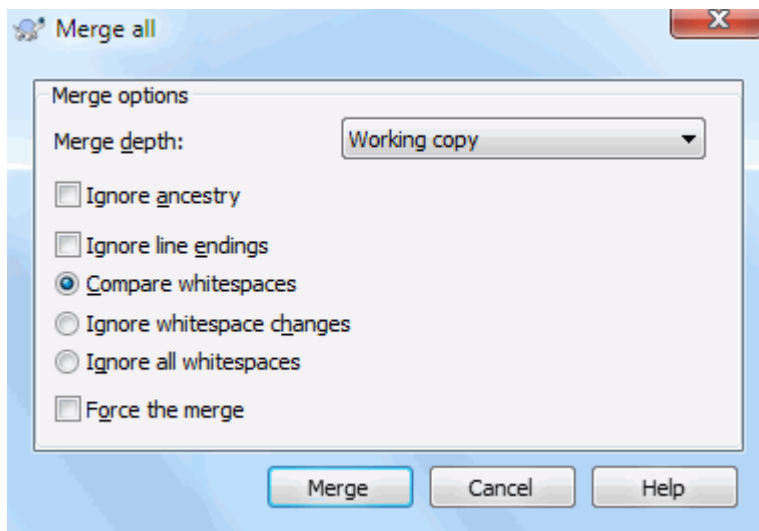 Merge all
X
Merge options
Merge depth: Working copy
Ignore ancestry
Ignore line endings
Compare whitespaces
Ignore whitespace changes
Ignore all whitespaces
Force the merge
Merge Cancel Help